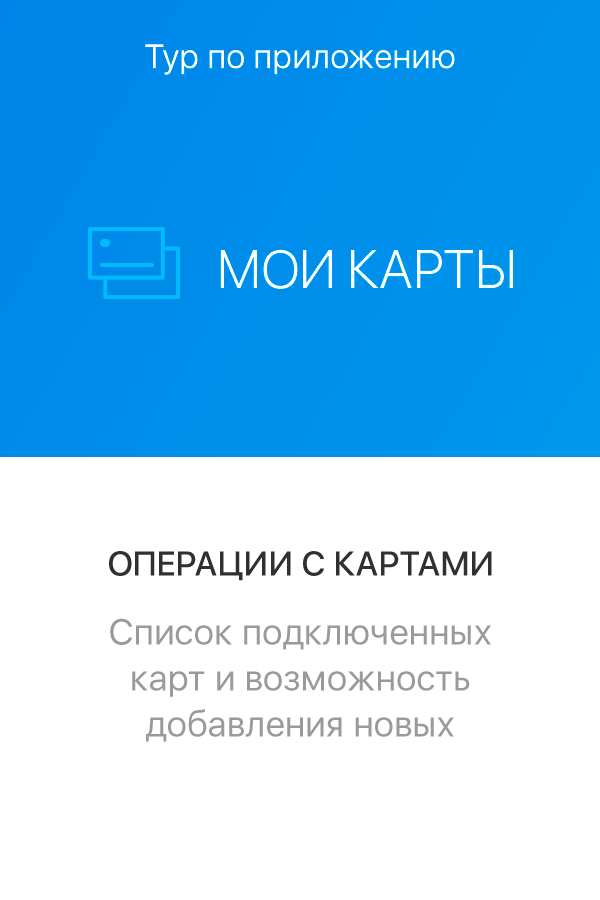 Тур по приложению
МОИ КАРТЫ
ОПЕРАЦИИ С КАРТАМИ
Список подключенных
карт и возможность
добавления новых